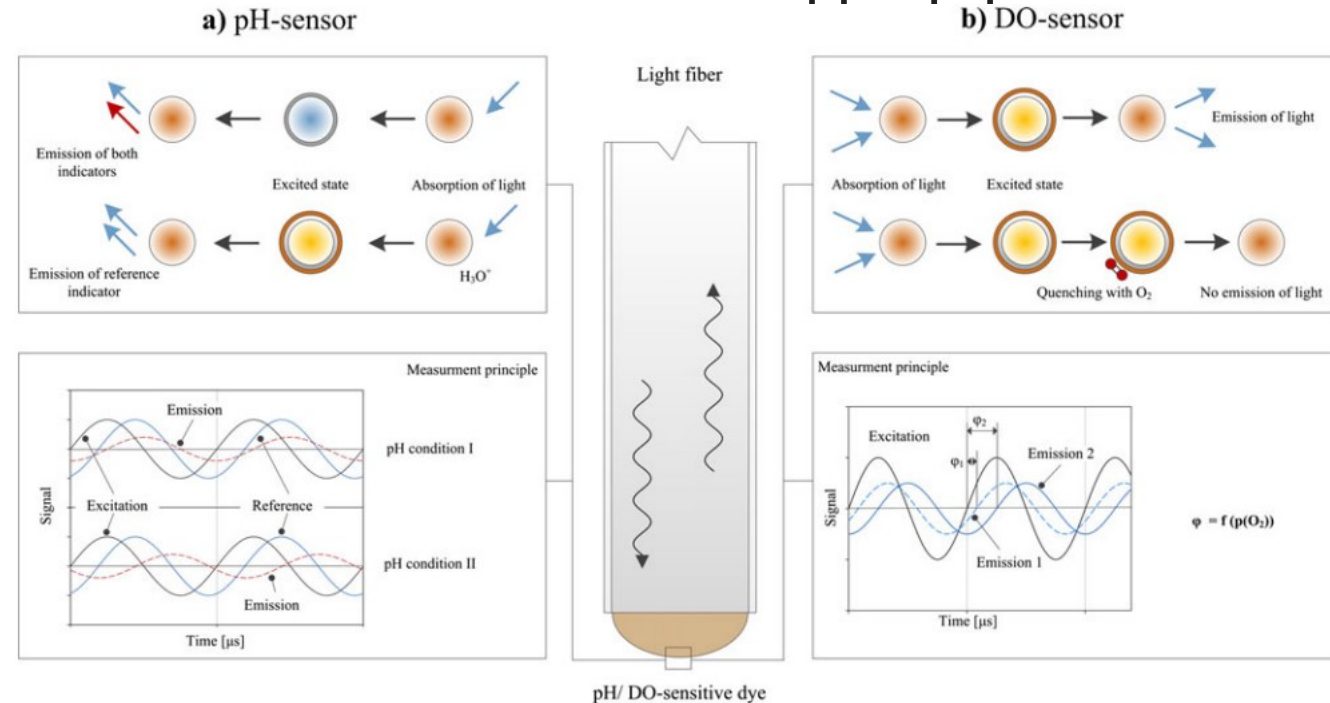 a) pH-sensor
Emission of both
indicators
Excited state
Absorption of light
Emission of reference
indicator
H₃O⁺
Measurment principle
Emission
pH condition I
Signal
Excitation
Reference
pH condition II
Emission
Time [µs]
Light fiber
pH/ DO-sensitive dye
b) DO-sensor
Emission of light
Absorption of light
Excited state
Quenching with O₂
No emission of light
Measurment principle
φ₂
Excitation
Emission 2
φ₁
Signal
φ = f (p(O₂))
Emission 1
Time [µs]